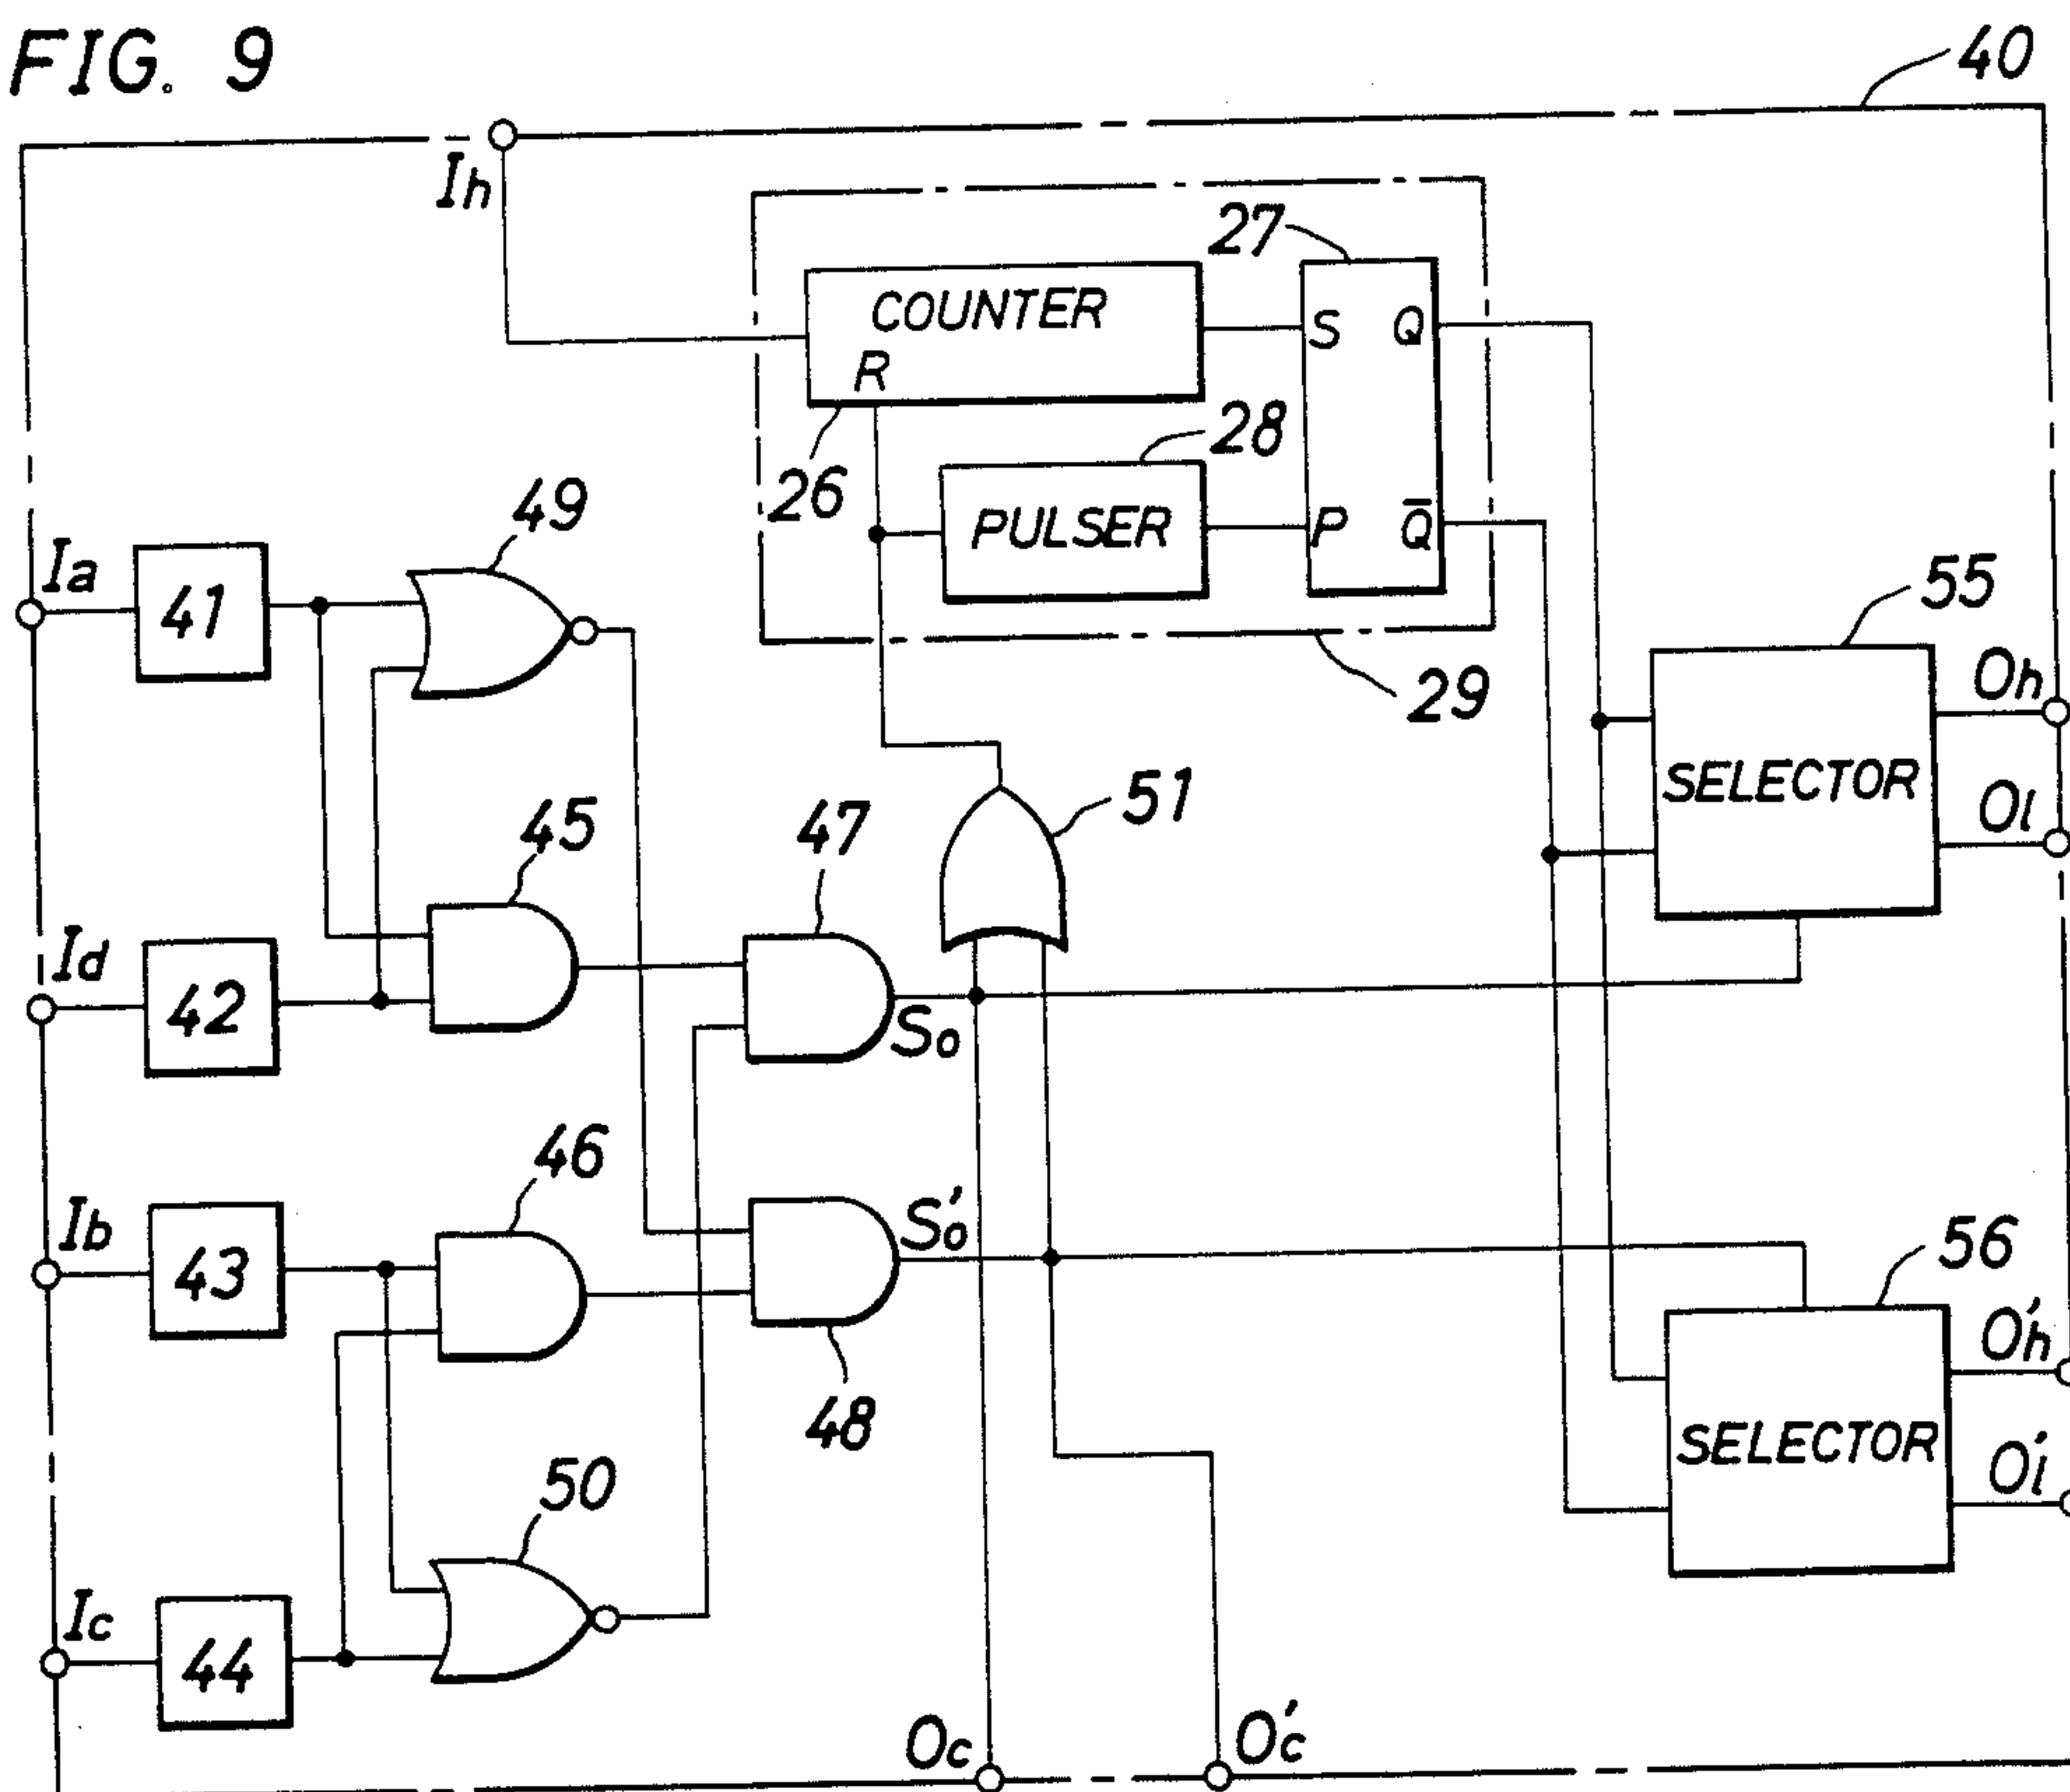 FIG. 9
40
Ih
27
COUNTER
S
Q
R
28
26
PULSER
P
Q̅
49
Ia
41
29
55
Oh
SELECTOR
Ol
51
45
47
Id
42
So
46
Ib
43
S'o
56
O'h
48
SELECTOR
O'l
50
Ic
44
Oc
O'c